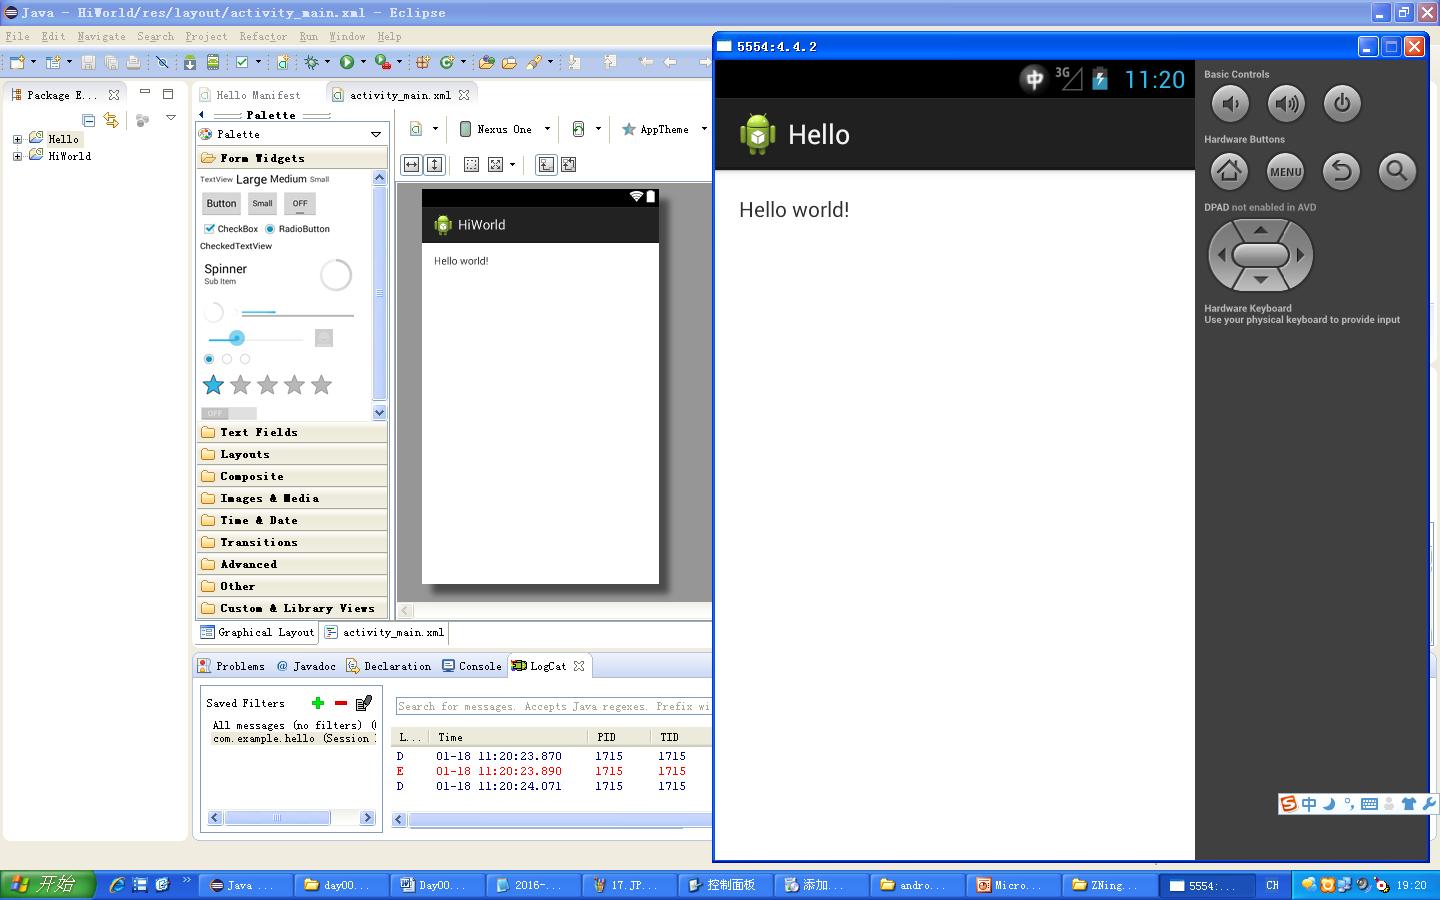 Java - HiWorld/res/layout/activity_main.xml - Eclipse
File Edit Navigate Search Project Refactor Run Window Help
Package E...
Hello
HiWorld
Hello Manifest
activity_main.xml
Palette
Palette
Form Widgets
TextView Large Medium Small
Button Small OFF
CheckBox RadioButton
CheckedTextView
Spinner
Sub Item
OFF
Text Fields
Layouts
Composite
Images & Media
Time & Date
Transitions
Advanced
Other
Custom & Library Views
Graphical Layout
activity_main.xml
Nexus One
AppTheme
HiWorld
Hello world!
Problems
@ Javadoc
Declaration
Console
LogCat
Saved Filters
All messages (no filters) (
com.example.hello (Session
Search for messages. Accepts Java regexes. Prefix wi
L... Time PID TID
D 01-18 11:20:23.870 1715 1715
E 01-18 11:20:23.890 1715 1715
D 01-18 11:20:24.071 1715 1715
5554:4.4.2
中 3G 11:20
Hello
Hello world!
Basic Controls
Hardware Buttons
MENU
DPAD not enabled in AVD
Hardware Keyboard
Use your physical keyboard to provide input
S 中
开始
Java ...
day00...
Day00...
2016-...
17.JP...
控制面板
添加...
andro...
Micro...
ZNing...
5554:...
CH
19:20